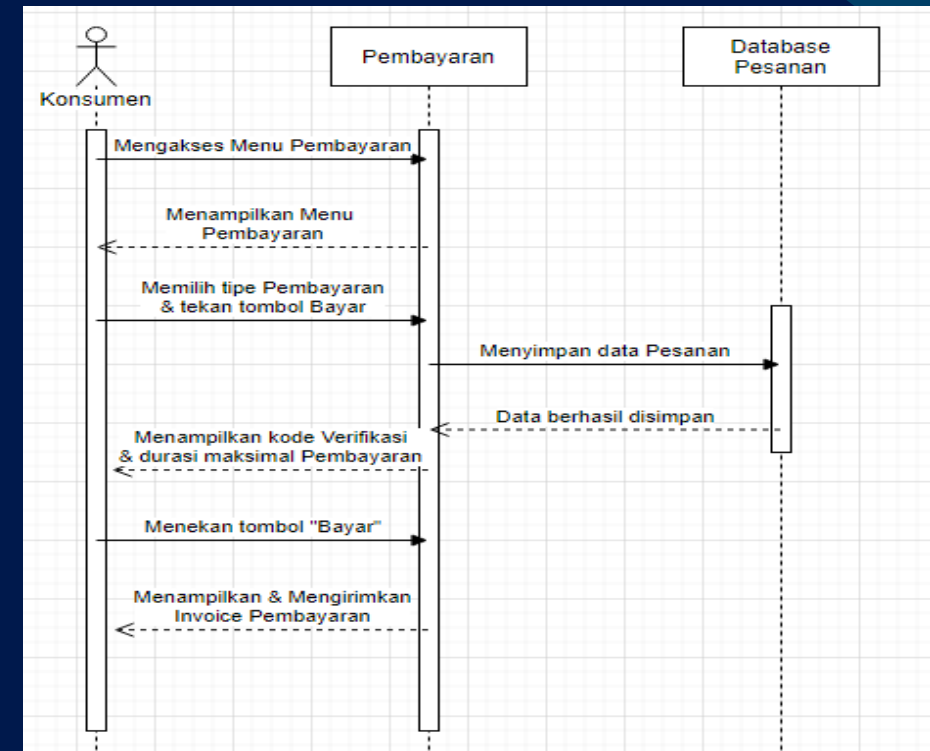 Konsumen
Pembayaran
Database
Pesanan
Mengakses Menu Pembayaran
Menampilkan Menu
Pembayaran
Memilih tipe Pembayaran
& tekan tombol Bayar
Menyimpan data Pesanan
Data berhasil disimpan
Menampilkan kode Verifikasi
& durasi maksimal Pembayaran
Menekan tombol "Bayar"
Menampilkan & Mengirimkan
Invoice Pembayaran